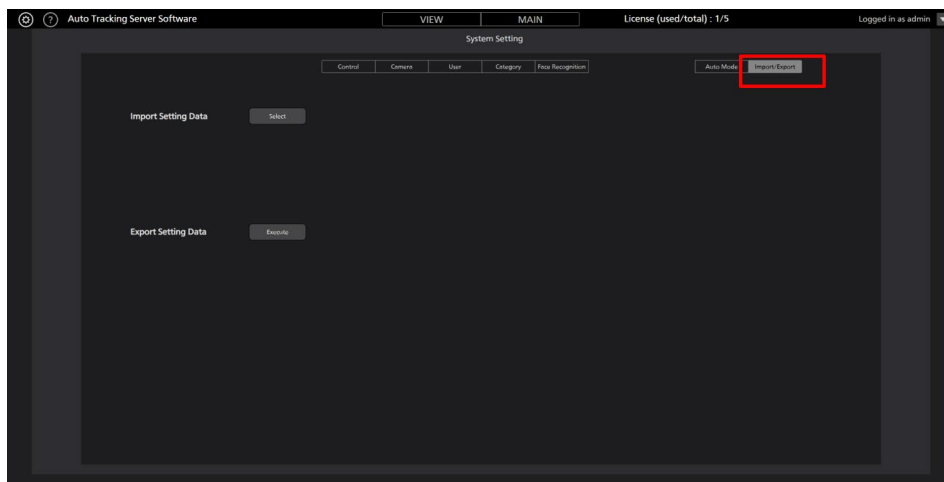 ? Auto Tracking Server Software VIEW MAIN License (used/total) : 1/5 Logged in as admin
System Setting
Control Camera User Category Face Recognition Auto Mode Import/Export
Import Setting Data Select
Export Setting Data Execute